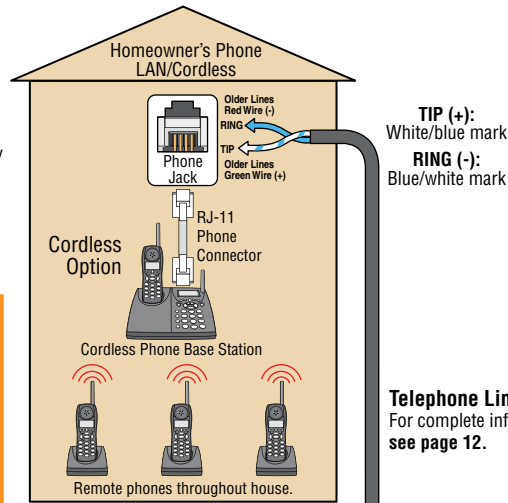 Homeowner's Phone
LAN/Cordless
Older Lines
Red Wire (-)
RING
TIP
Older Lines
Green Wire (+)
Phone
Jack
TIP (+):
White/blue mark
RING (-):
Blue/white mark
RJ-11
Phone
Connector
Cordless
Option
Cordless Phone Base Station
Remote phones throughout house.
Telephone Lin
For complete inf
see page 12.